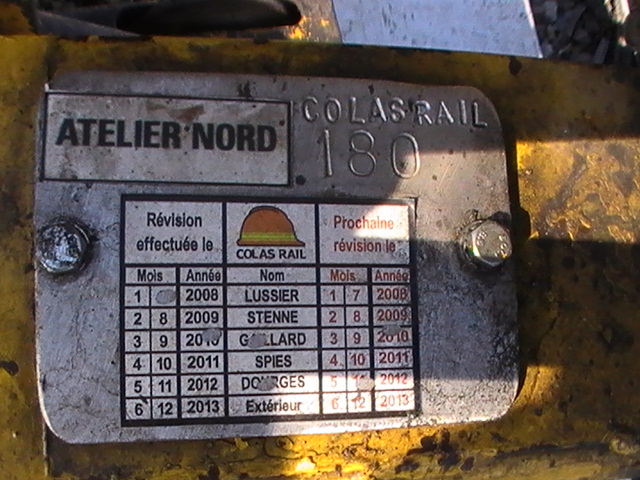 ATELIER NORD
COLAS RAIL
180
Révision effectuée le
COLAS RAIL
Prochaine révision le
Mois Année Nom Mois Année
1 2008 LUSSIER 1 7 2008
2 8 2009 STENNE 2 8 2009
3 9 2010 3 9 2010
4 10 2011 SPIES 4 10 2011
5 11 2012 5 2012
6 12 2013 Extérieur 6 12 2013